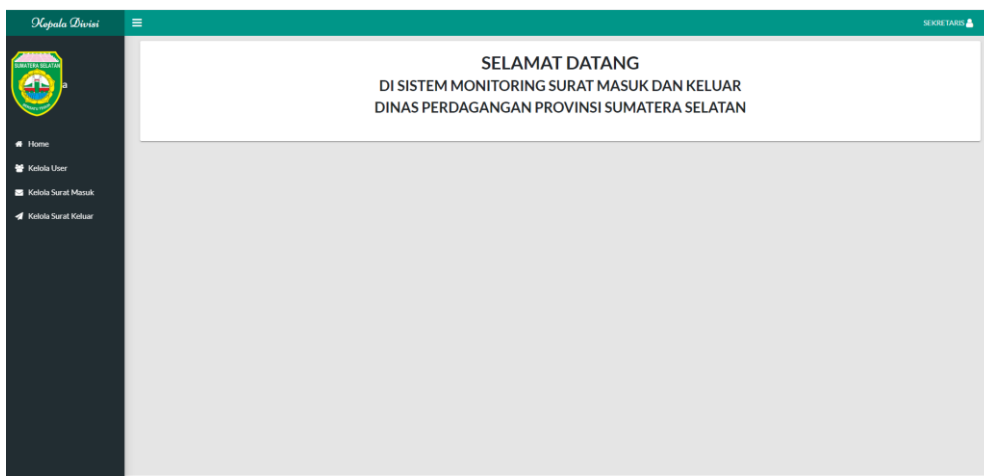 Kepala Divisi
SEKRETARIS
SUMATERA SELATAN
a
Home
Kelola User
Kelola Surat Masuk
Kelola Surat Keluar
SELAMAT DATANG
DI SISTEM MONITORING SURAT MASUK DAN KELUAR
DINAS PERDAGANGAN PROVINSI SUMATERA SELATAN